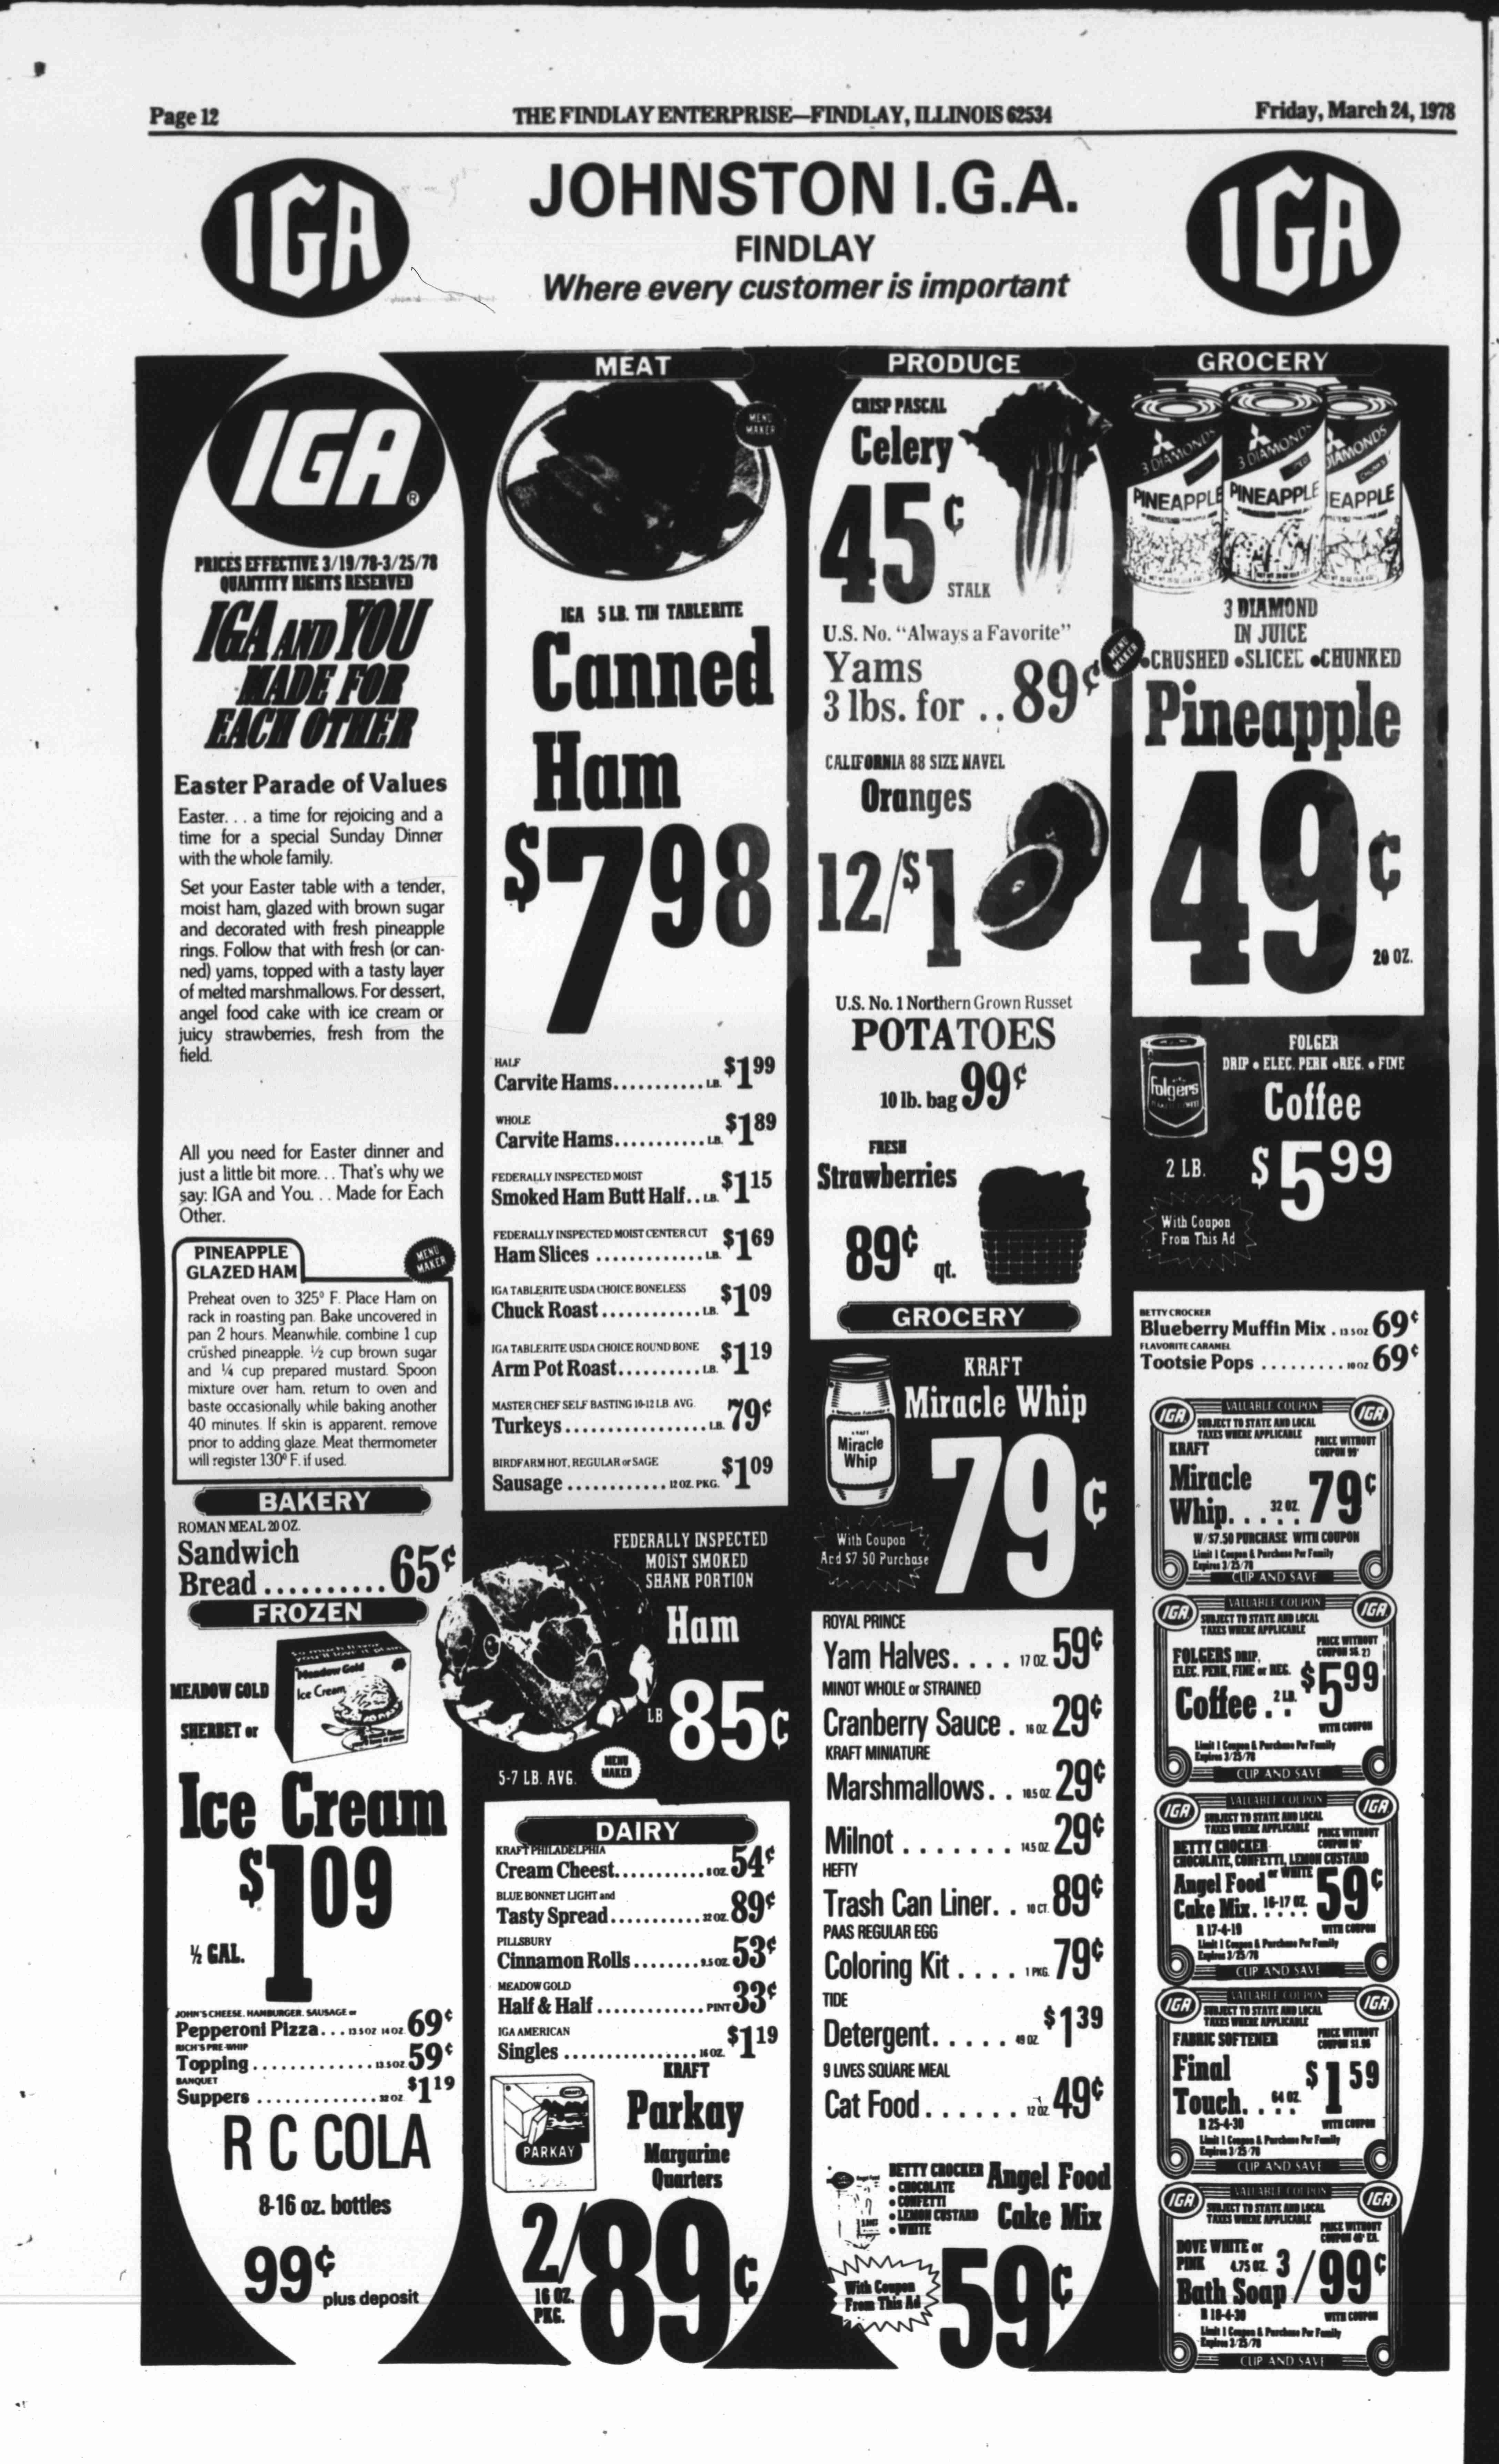 Page 12
THE FINDLAY ENTERPRISE—FINDLAY, ILLINOIS 62534
Friday, March 24, 1978
IGA
JOHNSTON I.G.A.
FINDLAY
Where every customer is important
IGA
IGA®
PRICES EFFECTIVE 3/19/78-3/25/78
QUANTITY RIGHTS RESERVED
IGA AND YOU
MADE FOR
EACH OTHER
Easter Parade of Values
Easter. . . a time for rejoicing and a
time for a special Sunday Dinner
with the whole family.
Set your Easter table with a tender,
moist ham, glazed with brown sugar
and decorated with fresh pineapple
rings. Follow that with fresh (or can-
ned) yams, topped with a tasty layer
of melted marshmallows. For dessert,
angel food cake with ice cream or
juicy strawberries, fresh from the
field.
All you need for Easter dinner and
just a little bit more. . . That's why we
say: IGA and You. . . Made for Each
Other.
PINEAPPLE
GLAZED HAM
MENU
MAKER
Preheat oven to 325° F. Place Ham on
rack in roasting pan. Bake uncovered in
pan 2 hours. Meanwhile, combine 1 cup
crushed pineapple. ½ cup brown sugar
and ¼ cup prepared mustard. Spoon
mixture over ham, return to oven and
baste occasionally while baking another
40 minutes. If skin is apparent, remove
prior to adding glaze. Meat thermometer
will register 130° F. if used.
BAKERY
ROMAN MEAL 20 OZ.
Sandwich
Bread .......... 65¢
FROZEN
Meadow Gold
Ice Cream
MEADOW GOLD
SHERBET or
Ice Cream
$1 09
½ GAL.
JOHN'S CHEESE, HAMBURGER, SAUSAGE or
Pepperoni Pizza... 13.5 OZ 14 OZ. 69¢
RICH'S PRE-WHIP
Topping............. 13.5 OZ. 59¢
BANQUET
Suppers ............. 32 OZ. $1 19
R C COLA
8-16 oz. bottles
99¢
plus deposit
MEAT
MENU
MAKER
IGA 5 LB. TIN TABLERITE
Canned
Ham
$7 98
HALF
Carvite Hams........... LB. $1 99
WHOLE
Carvite Hams........... LB. $1 89
FEDERALLY INSPECTED MOIST
Smoked Ham Butt Half.. LB. $1 15
FEDERALLY INSPECTED MOIST CENTER CUT
Ham Slices ............. LB. $1 69
IGA TABLERITE USDA CHOICE BONELESS
Chuck Roast............ LB. $1 09
IGA TABLERITE USDA CHOICE ROUND BONE
Arm Pot Roast.......... LB. $1 19
MASTER CHEF SELF BASTING 10-12 LB. AVG.
Turkeys................. LB. 79¢
BIRDFARM HOT, REGULAR or SAGE
Sausage ............ 12 OZ. PKG. $1 09
FEDERALLY INSPECTED
MOIST SMOKED
SHANK PORTION
Ham
LB 85¢
5-7 LB. AVG.
MENU
MAKER
DAIRY
KRAFT PHILADELPHIA
Cream Cheest........... 8 OZ. 54¢
BLUE BONNET LIGHT and
Tasty Spread........... 32 OZ. 89¢
PILLSBURY
Cinnamon Rolls........ 9.5 OZ. 53¢
MEADOW GOLD
Half & Half............. PINT 33¢
IGA AMERICAN
Singles ................ 16 OZ. $1 19
KRAFT
PARKAY
Parkay
Margarine
Quarters
2/89¢
16 OZ.
PKG.
PRODUCE
CRISP PASCAL
Celery
45¢
STALK
U.S. No. "Always a Favorite"
Yams
3 lbs. for .. 89¢
MENU
MAKER
CALIFORNIA 88 SIZE NAVEL
Oranges
12/$1
U.S. No. 1 Northern Grown Russet
POTATOES
10 lb. bag 99¢
FRESH
Strawberries
89¢ qt.
GROCERY
KRAFT
Miracle Whip
Miracle
Whip
79¢
With Coupon
And $7 50 Purchase
ROYAL PRINCE
Yam Halves. . . . 17 OZ. 59¢
MINOT WHOLE or STRAINED
Cranberry Sauce . 16 OZ. 29¢
KRAFT MINIATURE
Marshmallows. . 10.5 OZ. 29¢
Milnot . . . . . . . 14.5 OZ. 29¢
HEFTY
Trash Can Liner. . 10 CT. 89¢
PAAS REGULAR EGG
Coloring Kit . . . . 1 PKG. 79¢
TIDE
Detergent. . . . . 49 OZ. $1 39
9 LIVES SQUARE MEAL
Cat Food . . . . . . 12 OZ. 49¢
BETTY CROCKER
• CHOCOLATE
• CONFETTI
• LEMON CUSTARD
• WHITE
Angel Food
Cake Mix
With Coupon
From This Ad
59¢
GROCERY
3 DIAMONDS
PINEAPPLE
3 DIAMONDS
PINEAPPLE
DIAMONDS
CHUNKS
EAPPLE
3 DIAMOND
IN JUICE
•CRUSHED •SLICEC •CHUNKED
Pineapple
49¢
20 OZ.
Folgers
FOLGER
DRIP • ELEC. PERK •REG. • FINE
Coffee
2 LB. $5 99
With Coupon
From This Ad
BETTY CROCKER
Blueberry Muffin Mix . 13.5 OZ. 69¢
FLAVORITE CARAMEL
Tootsie Pops ......... 10 OZ. 69¢
IGA VALUABLE COUPON IGA
SUBJECT TO STATE AND LOCAL
TAXES WHERE APPLICABLE
KRAFT
PRICE WITHOUT
COUPON 99¢
Miracle
Whip. . . . . 32 OZ. 79¢
W/$7.50 PURCHASE WITH COUPON
Limit 1 Coupon & Purchase Per Family
Expires 3/25/78
CLIP AND SAVE
IGA VALUABLE COUPON IGA
SUBJECT TO STATE AND LOCAL
TAXES WHERE APPLICABLE
PRICE WITHOUT
COUPON $6.27
FOLGERS DRIP,
ELEC. PERK, FINE or REG.
Coffee . . 2 LB. $5 99
WITH COUPON
Limit 1 Coupon & Purchase Per Family
Expires 3/25/78
CLIP AND SAVE
IGA VALUABLE COUPON IGA
SUBJECT TO STATE AND LOCAL
TAXES WHERE APPLICABLE
PRICE WITHOUT
BETTY CROCKER
CHOCOLATE, CONFETTI, LEMON CUSTARD
or WHITE
Angel Food
Cake Mix. . . . . 16-17 OZ. 59¢
R 17-4-19
WITH COUPON
Limit 1 Coupon & Purchase Per Family
Expires 3/25/78
CLIP AND SAVE
IGA VALUABLE COUPON IGA
SUBJECT TO STATE AND LOCAL
TAXES WHERE APPLICABLE
FABRIC SOFTENER
PRICE WITHOUT
COUPON $1.96
Final
Touch. . . . 64 OZ. $1 59
R 25-4-30
WITH COUPON
Limit 1 Coupon & Purchase Per Family
Expires 3/25/78
CLIP AND SAVE
IGA VALUABLE COUPON IGA
SUBJECT TO STATE AND LOCAL
TAXES WHERE APPLICABLE
PRICE WITHOUT
DOVE WHITE or
PINK 4.75 OZ. 3/99¢
Bath Soap
R 18-4-30
WITH COUPON
Limit 1 Coupon & Purchase Per Family
Expires 3/25/78
CLIP AND SAVE